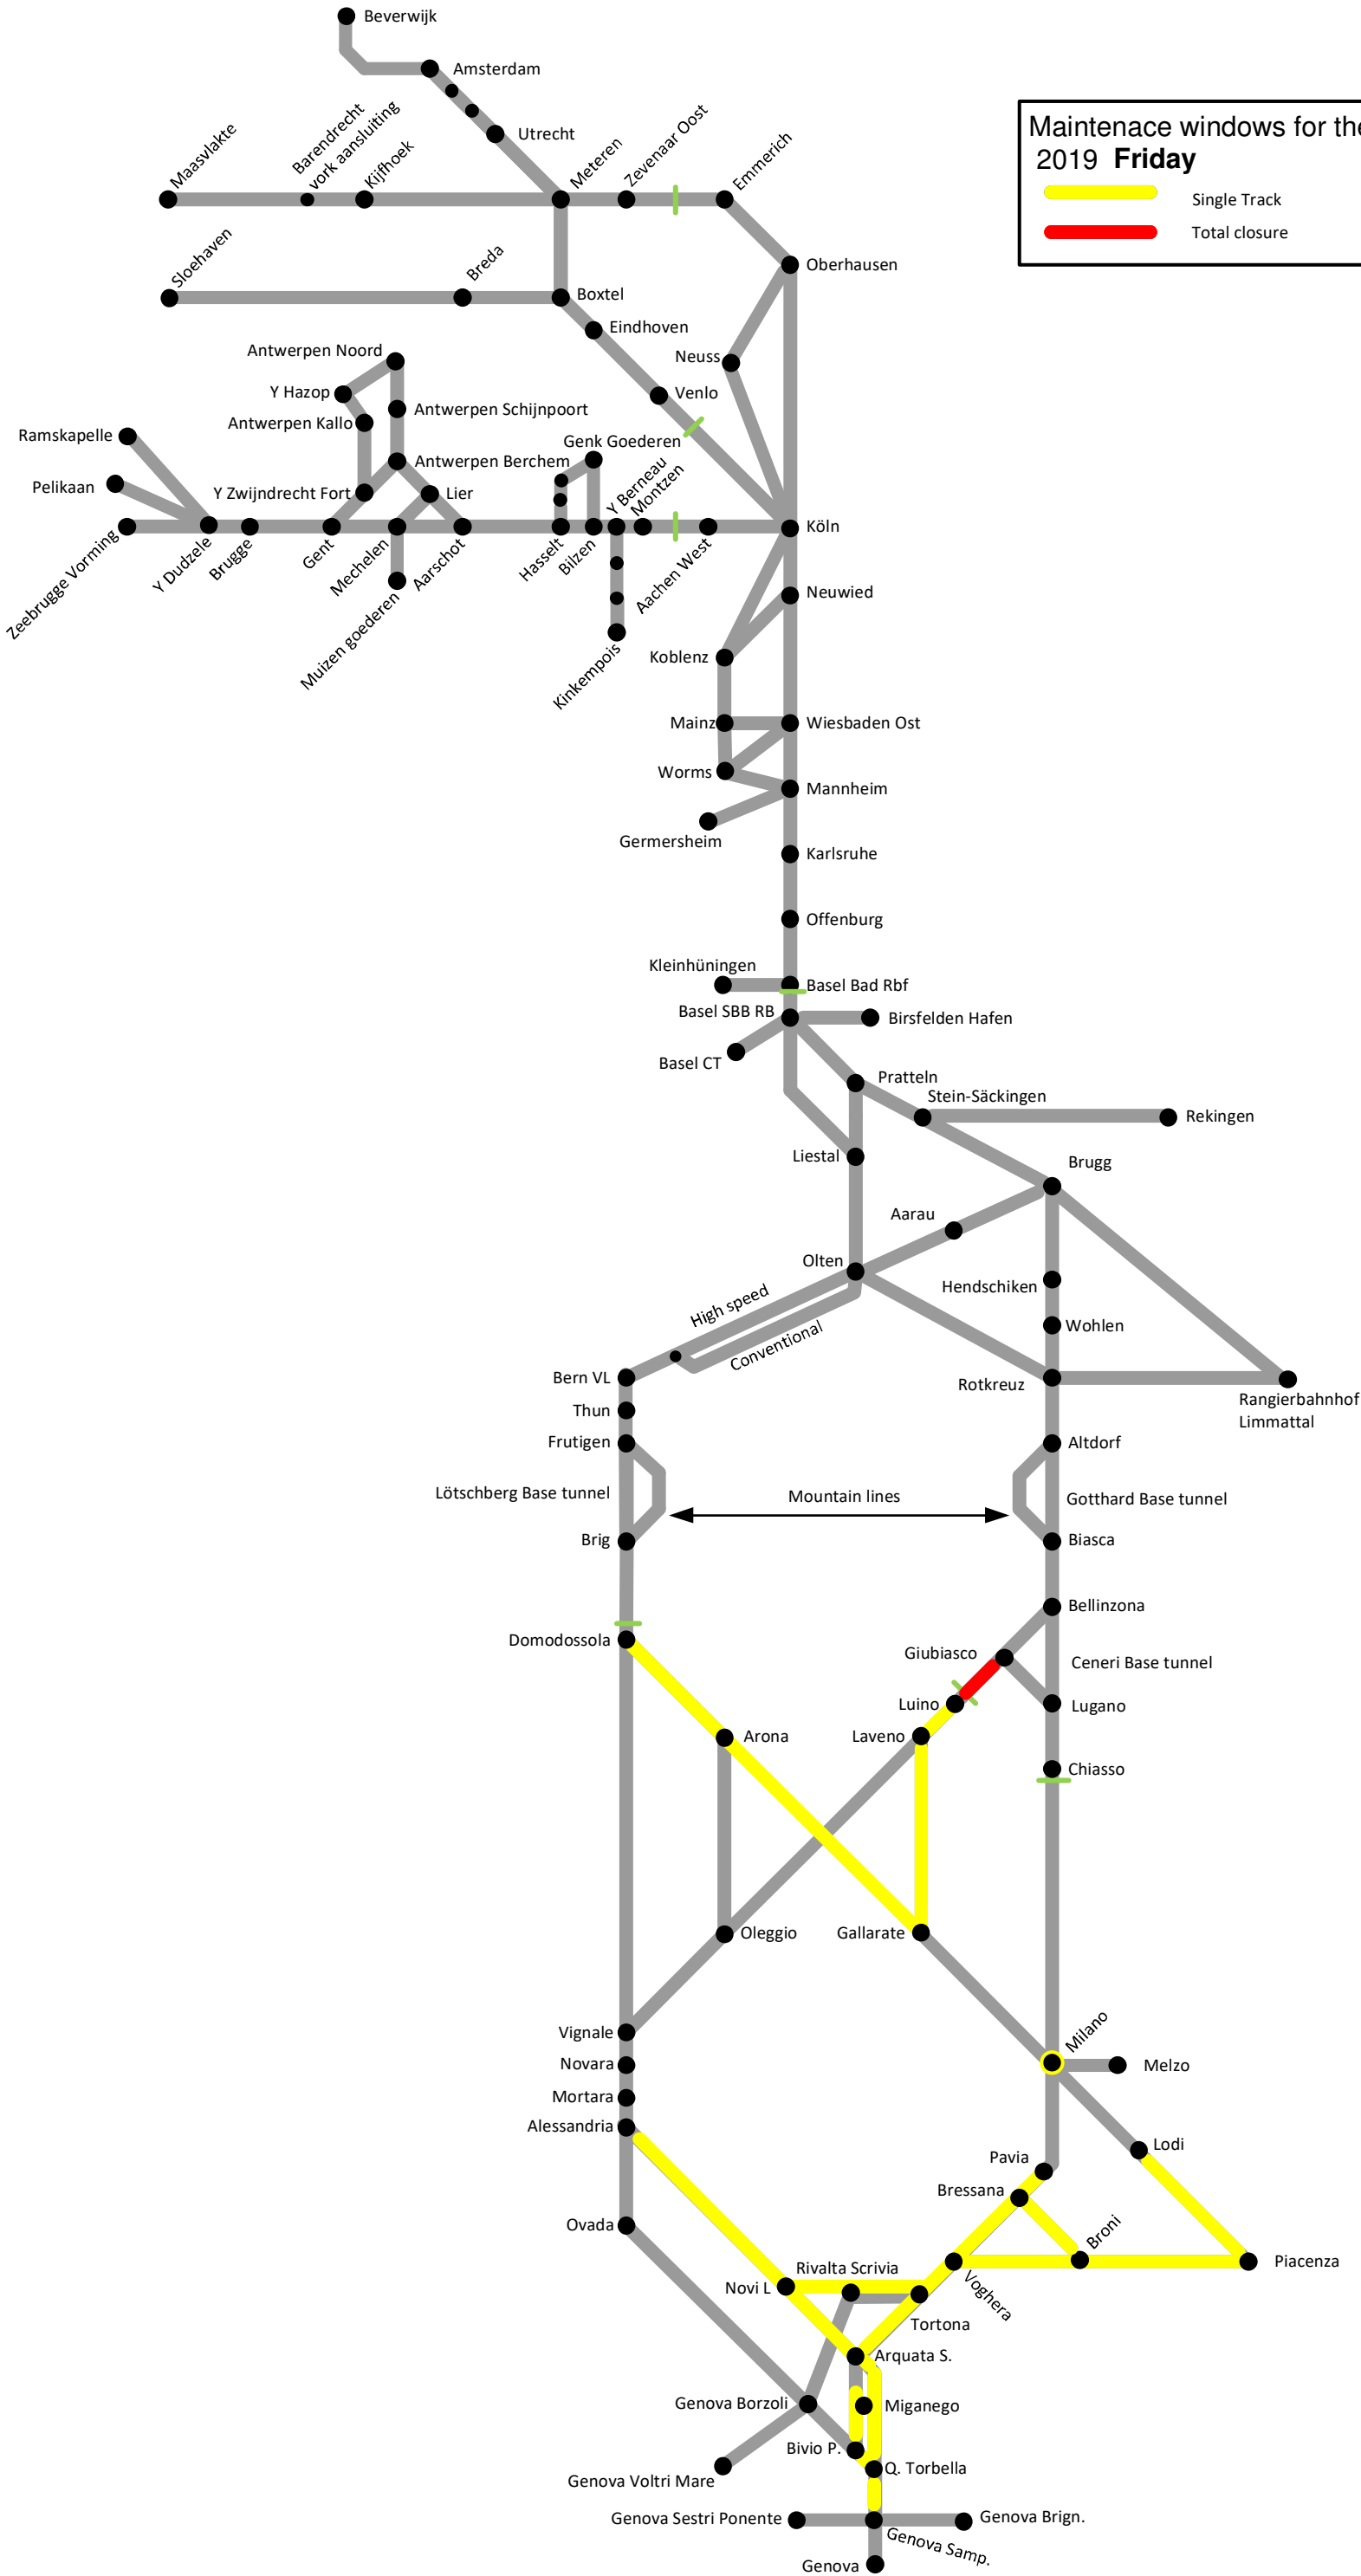 Beverwijk
Amsterdam
Utrecht
Maintenace windows for the
2019 Friday
Single Track
Total closure
Maasvlakte
Barendrecht
vork aansluiting
Kijfhoek
Meteren
Zevenaar Oost
Emmerich
Oberhausen
Sloehaven
Breda
Boxtel
Eindhoven
Neuss
Venlo
Antwerpen Noord
Y Hazop
Antwerpen Schijnpoort
Antwerpen Kallo
Ramskapelle
Genk Goederen
Antwerpen Berchem
Pelikaan
Y Zwijndrecht Fort
Lier
Y Berneau
Montzen
Köln
Zeebrugge Vorming
Y Dudzele
Brugge
Gent
Mechelen
Aarschot
Hasselt
Bilzen
Aachen West
Muizen goederen
Kinkempois
Neuwied
Koblenz
Mainz
Wiesbaden Ost
Worms
Mannheim
Germersheim
Karlsruhe
Offenburg
Kleinhüningen
Basel Bad Rbf
Basel SBB RB
Birsfelden Hafen
Basel CT
Pratteln
Stein-Säckingen
Rekingen
Liestal
Brugg
Aarau
Olten
Hendschiken
High speed
Conventional
Wohlen
Bern VL
Rotkreuz
Rangierbahnhof
Limmattal
Thun
Frutigen
Altdorf
Lötschberg Base tunnel
Mountain lines
Gotthard Base tunnel
Brig
Biasca
Bellinzona
Domodossola
Giubiasco
Ceneri Base tunnel
Luino
Lugano
Arona
Laveno
Chiasso
Oleggio
Gallarate
Vignale
Milano
Novara
Melzo
Mortara
Alessandria
Lodi
Pavia
Bressana
Ovada
Broni
Piacenza
Rivalta Scrivia
Novi L
Voghera
Tortona
Arquata S.
Genova Borzoli
Miganego
Bivio P.
Q. Torbella
Genova Voltri Mare
Genova Sestri Ponente
Genova Brign.
Genova Samp.
Genova